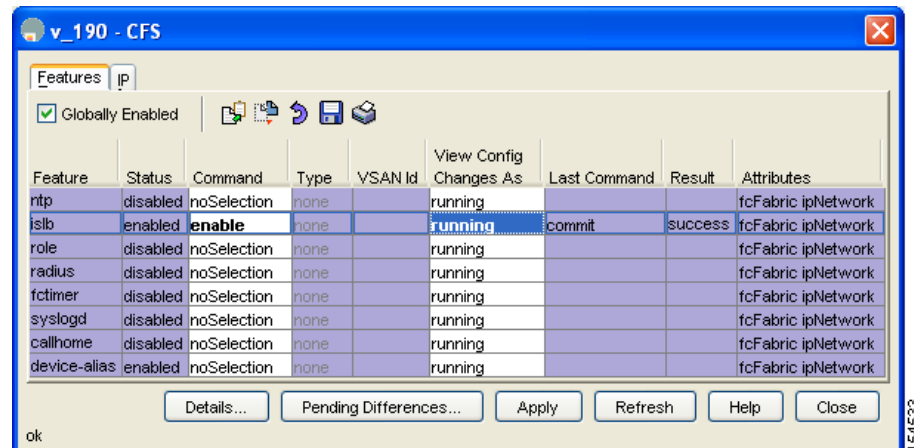 v_190 - CFS
Features IP
Globally Enabled
View Config
Feature Status Command Type VSAN Id Changes As Last Command Result Attributes
ntp disabled noSelection none running fcFabric ipNetwork
islb enabled enable none running commit success fcFabric ipNetwork
role disabled noSelection none running fcFabric ipNetwork
radius disabled noSelection none running fcFabric ipNetwork
fctimer disabled noSelection none running fcFabric ipNetwork
syslogd disabled noSelection none running fcFabric ipNetwork
callhome disabled noSelection none running fcFabric ipNetwork
device-alias enabled noSelection none running fcFabric ipNetwork
Details... Pending Differences... Apply Refresh Help Close
ok